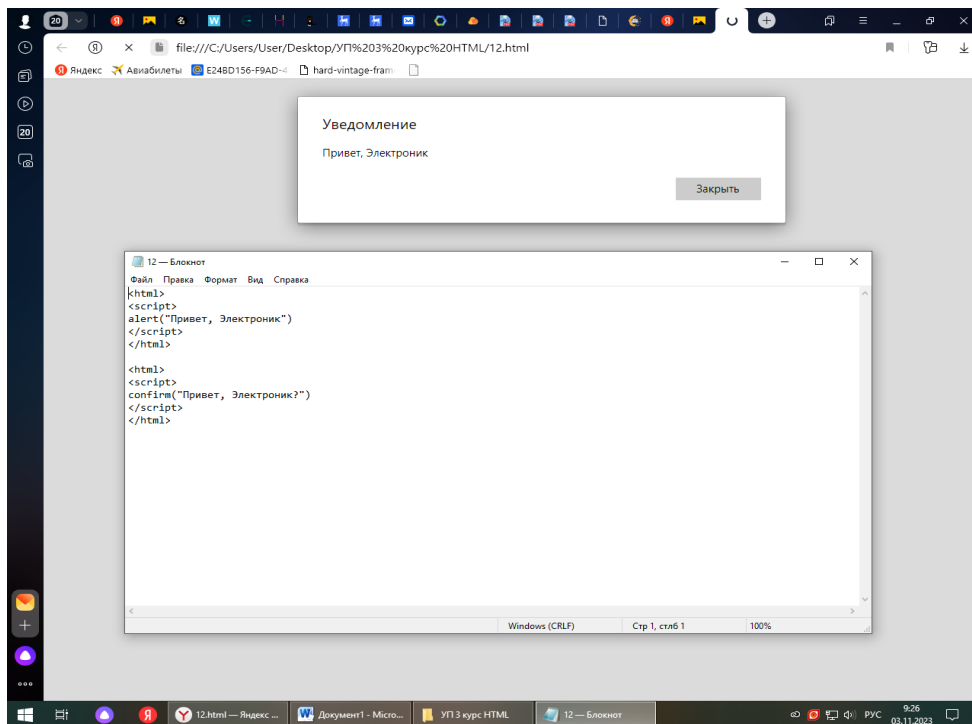 20
file:///C:/Users/User/Desktop/УП%203%20курс%20HTML/12.html
Яндекс Авиабилеты E24BD156-F9AD-4 hard-vintage-fram
20
Уведомление
Привет, Электроник
Закрыть
12 — Блокнот
Файл Правка Формат Вид Справка
<html>
<script>
alert("Привет, Электроник")
</script>
</html>
<html>
<script>
confirm("Привет, Электроник?")
</script>
</html>
Windows (CRLF) Стр 1, стлб 1 100%
12.html — Яндекс ... Документ1 - Micro... УП 3 курс HTML 12 — Блокнот РУС 9:26
03.11.2023